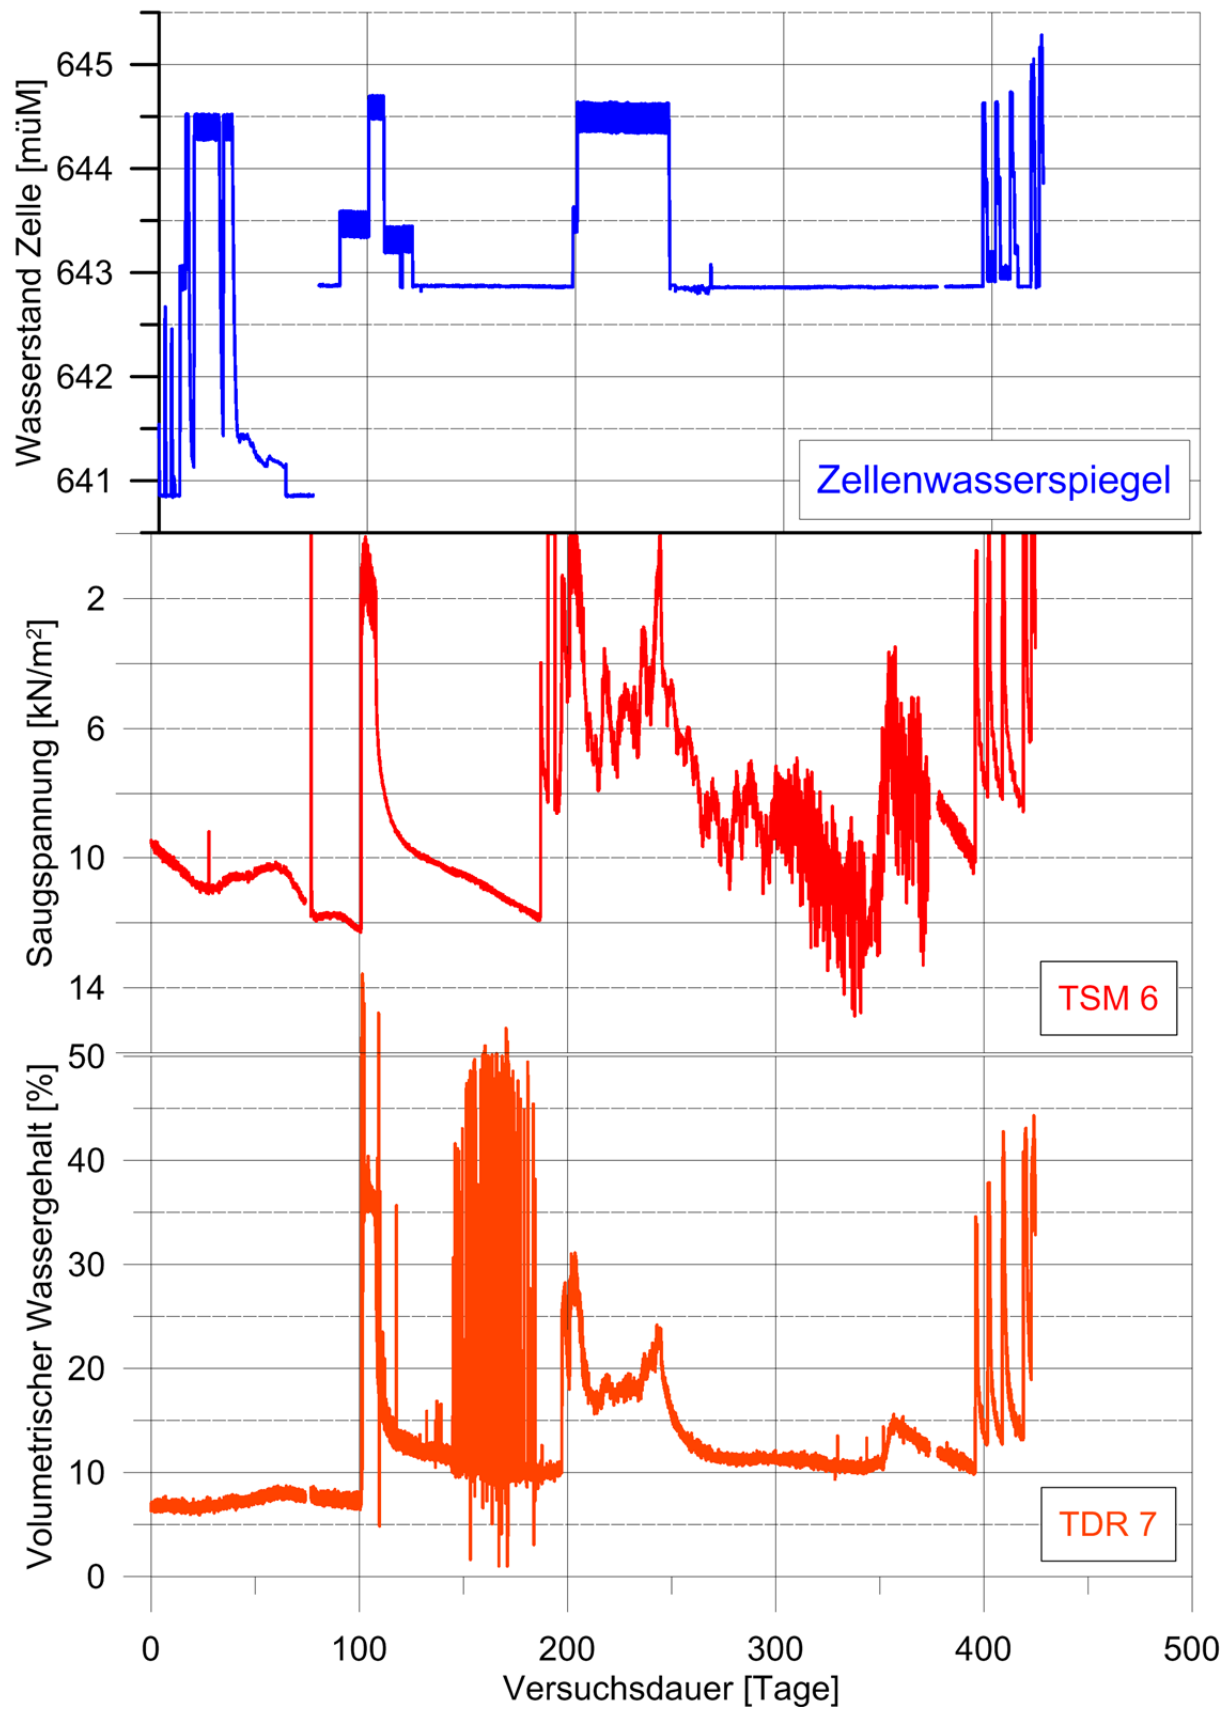 Wasserstand Zelle [müM]
645
644
643
642
641
Zellenwasserspiegel
Saugspannung [kN/m²]
2
6
10
14
TSM 6
Volumetrischer Wassergehalt [%]
50
40
30
20
10
0
TDR 7
0 100 200 300 400 500
Versuchsdauer [Tage]